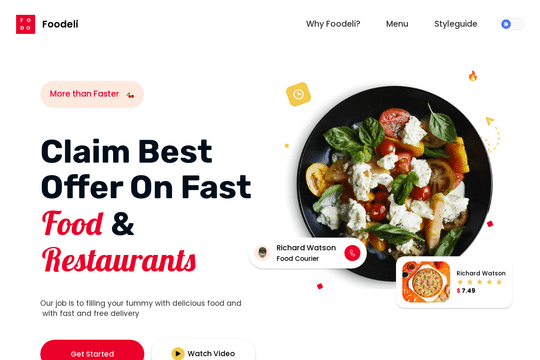 FO
DO
Foodeli
Why Foodeli?
Menu
Styleguide
More than Faster
Claim Best
Offer On Fast
Food &
Restaurants
Our job is to filling your tummy with delicious food and
with fast and free delivery
Get Started
Watch Video
Richard Watson
Food Courier
Richard Watson
$ 7.49